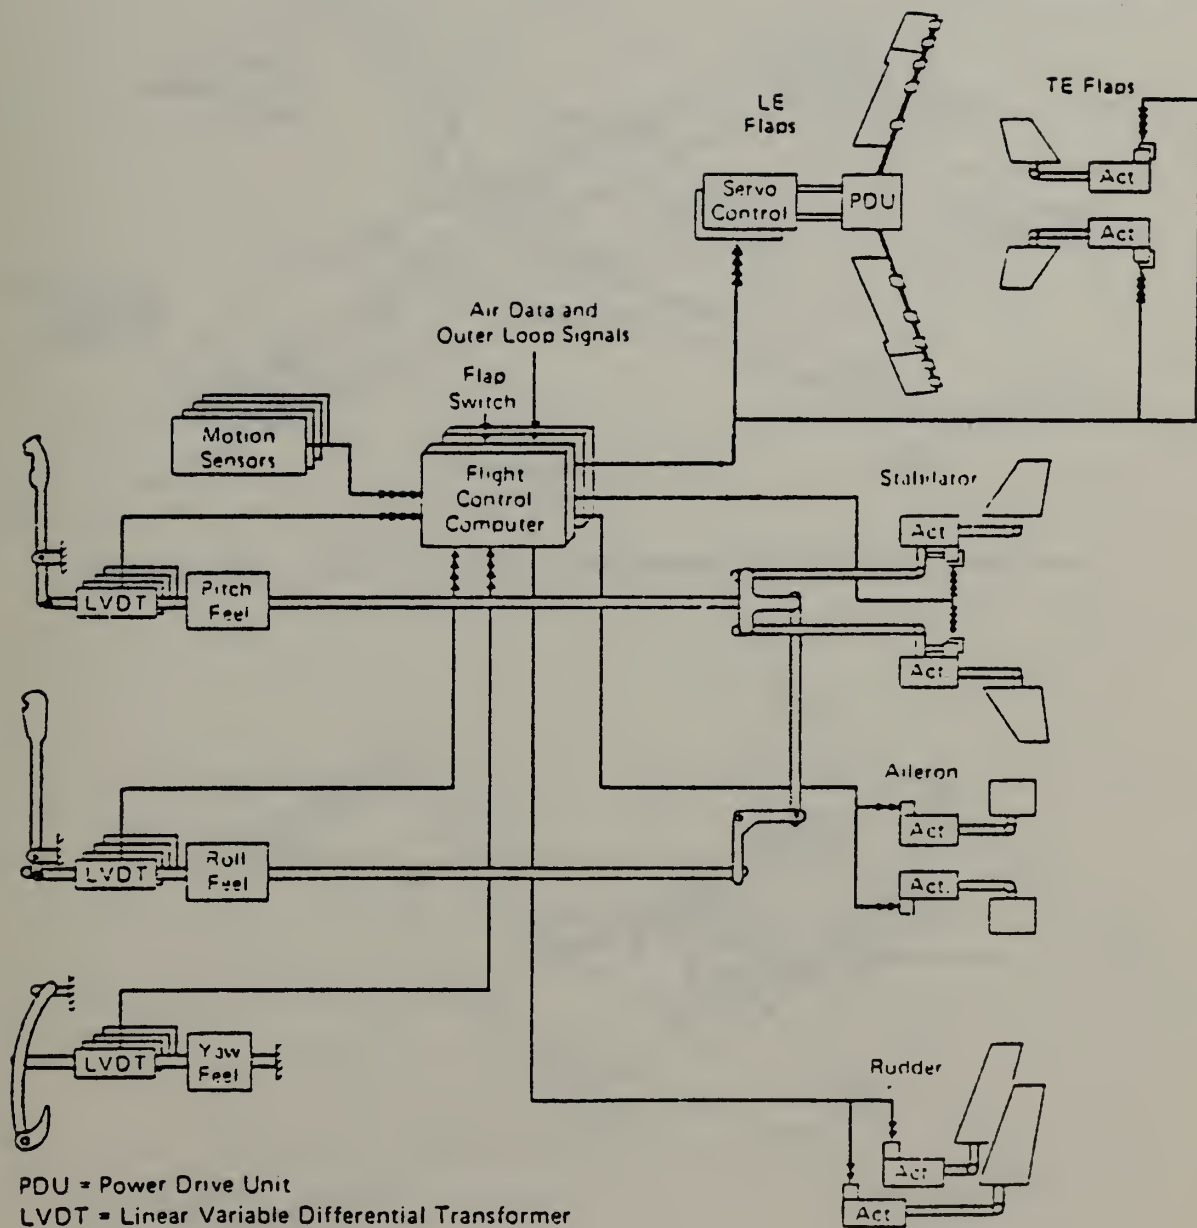 TE Flaps
LE
Flaps
Act
Servo
Control
PDU
Act
Air Data and
Outer Loop Signals
Flap
Switch
Motion
Sensors
Flight
Control
Computer
Stabilator
Act
LVDT
Pitch
Feel
Act.
Aileron
Act.
LVDT
Roll
Feel
Act.
LVDT
Yaw
Feel
Rudder
Act
Act
PDU = Power Drive Unit
LVDT = Linear Variable Differential Transformer